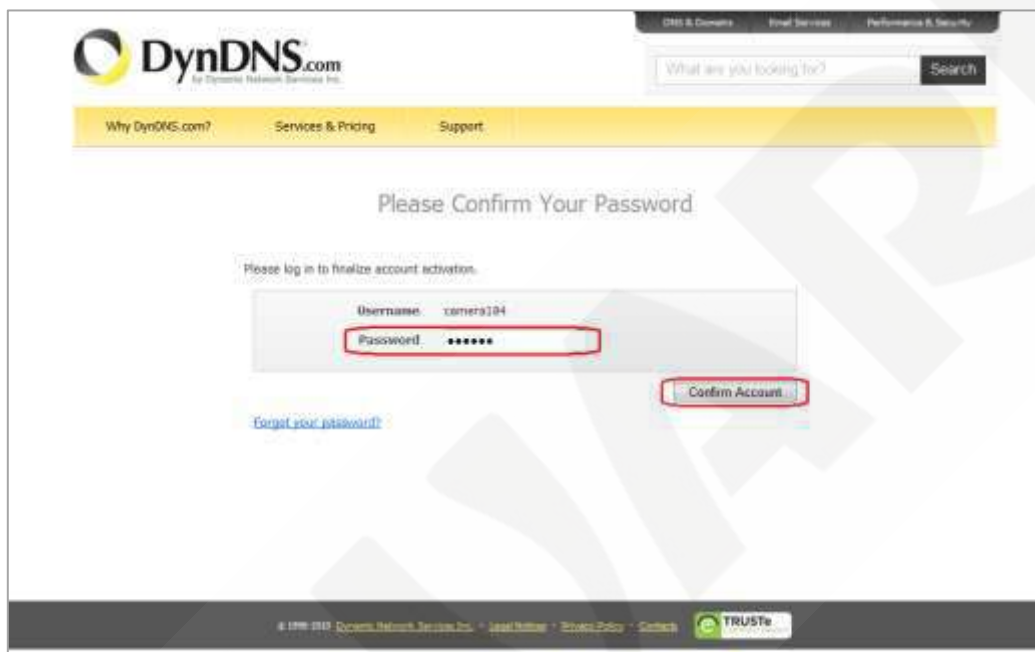 DNS & Domains Email Services Performance & Security
DynDNS.com
by Dynamic Network Services Inc.
What are you looking for? Search
Why DynDNS.com? Services & Pricing Support
Please Confirm Your Password
Please log in to finalize account activation.
Username camera104
Password ●●●●●●
Confirm Account
Forgot your password?
Dynamic Network Services Inc. - Legal Notices - Privacy Policy - Contacts TRUSTe